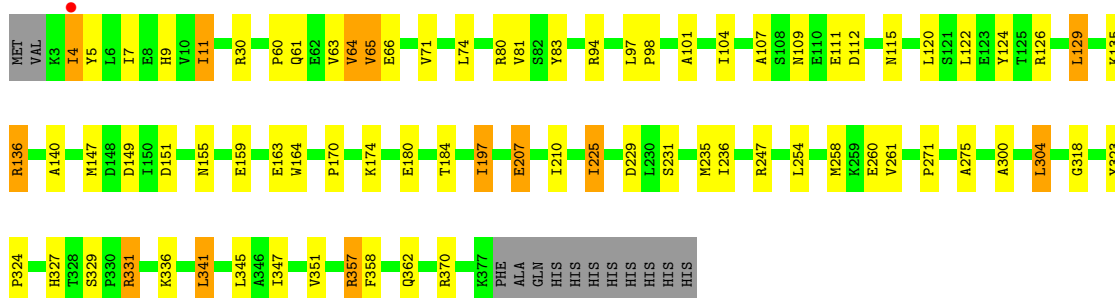 MET VAL K3 I4 Y5 L6 I7 E8 H9 V10 I11 R30 P60 Q61 E62 V63 V64 V65 E66 V71 L74 R80 V81 S82 Y83 R94 L97 P98 A101 I104 A107 S108 N109 E110 E111 D112 N115 L120 S121 L122 E123 Y124 T125 R126 L129 K135
R136 A140 M147 D148 D149 I150 D151 N155 E159 E163 W164 P170 K174 E180 T184 I197 E207 I210 I225 D229 L230 S231 M235 I236 R247 L254 M258 K259 E260 V261 P271 A275 A300 L304 G318 Y323
P324 H327 T328 S329 P330 R331 K336 L341 L345 A346 I347 V351 R357 F358 Q362 R370 K377 PHE ALA GLN HIS HIS HIS HIS HIS HIS HIS